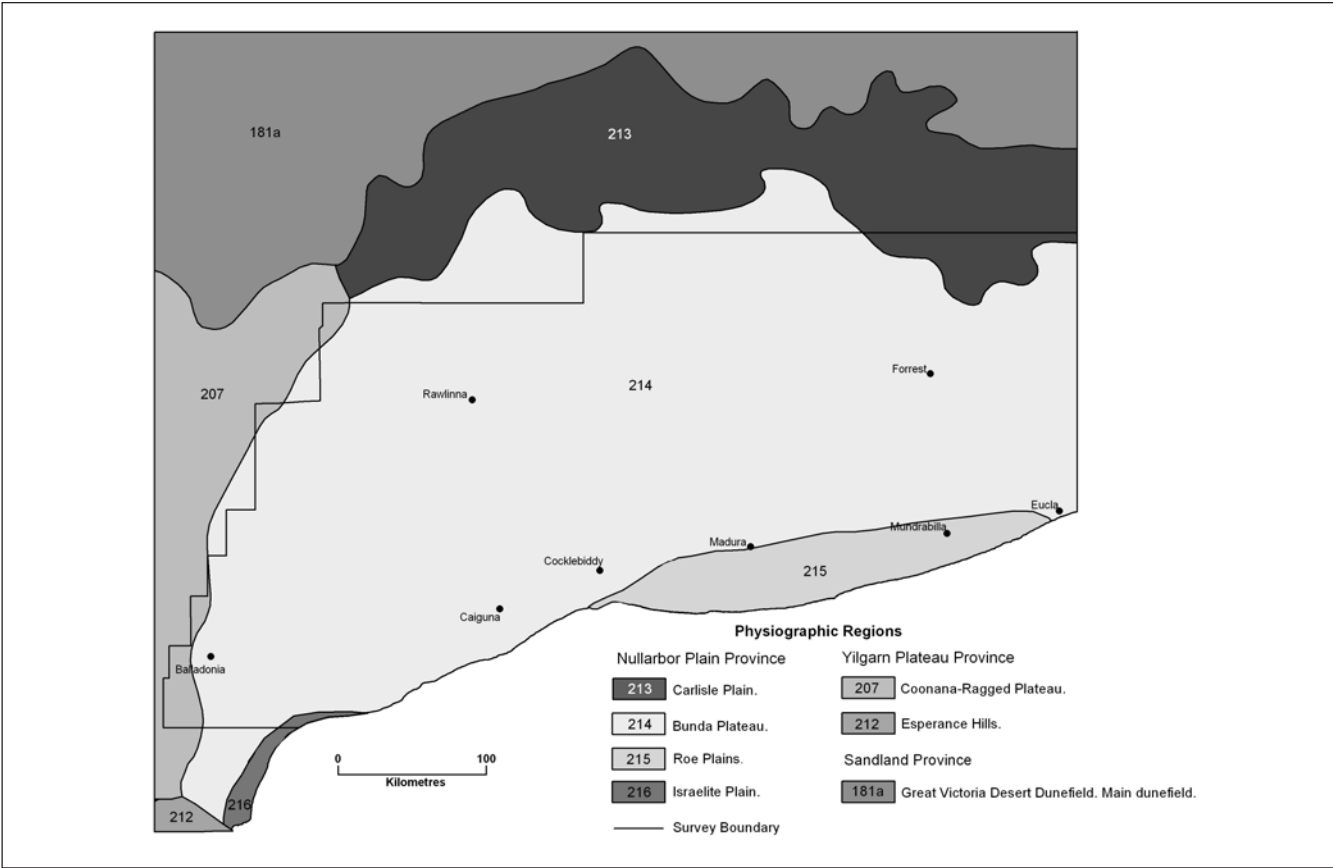 181a
213
207
214
Rawlinna
Forrest
Eucla
Mundrabilla
Madura
Cocklebiddy
215
Caiguna
Balladonia
216
212
0 100
Kilometres
Physiographic Regions
Nullarbor Plain Province
213 Carlisle Plain.
214 Bunda Plateau.
215 Roe Plains.
216 Israelite Plain.
Survey Boundary
Yilgarn Plateau Province
207 Coonana-Ragged Plateau.
212 Esperance Hills.
Sandland Province
181a Great Victoria Desert Dunefield. Main dunefield.